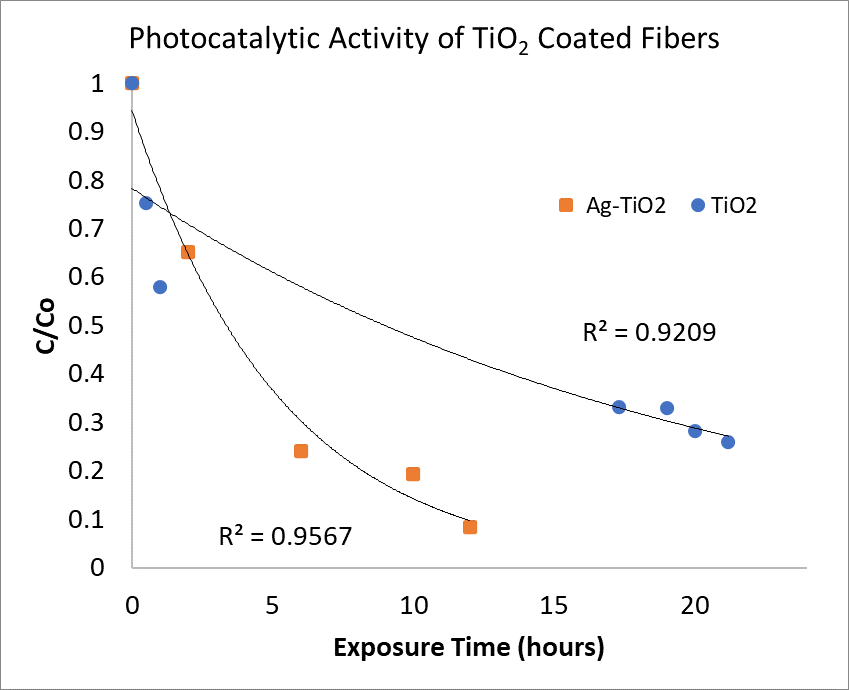 Photocatalytic Activity of TiO₂ Coated Fibers
1
0.9
0.8
0.7
0.6
0.5
0.4
0.3
0.2
0.1
0
C/Co
Ag-TiO2 TiO2
R² = 0.9209
R² = 0.9567
0 5 10 15 20
Exposure Time (hours)